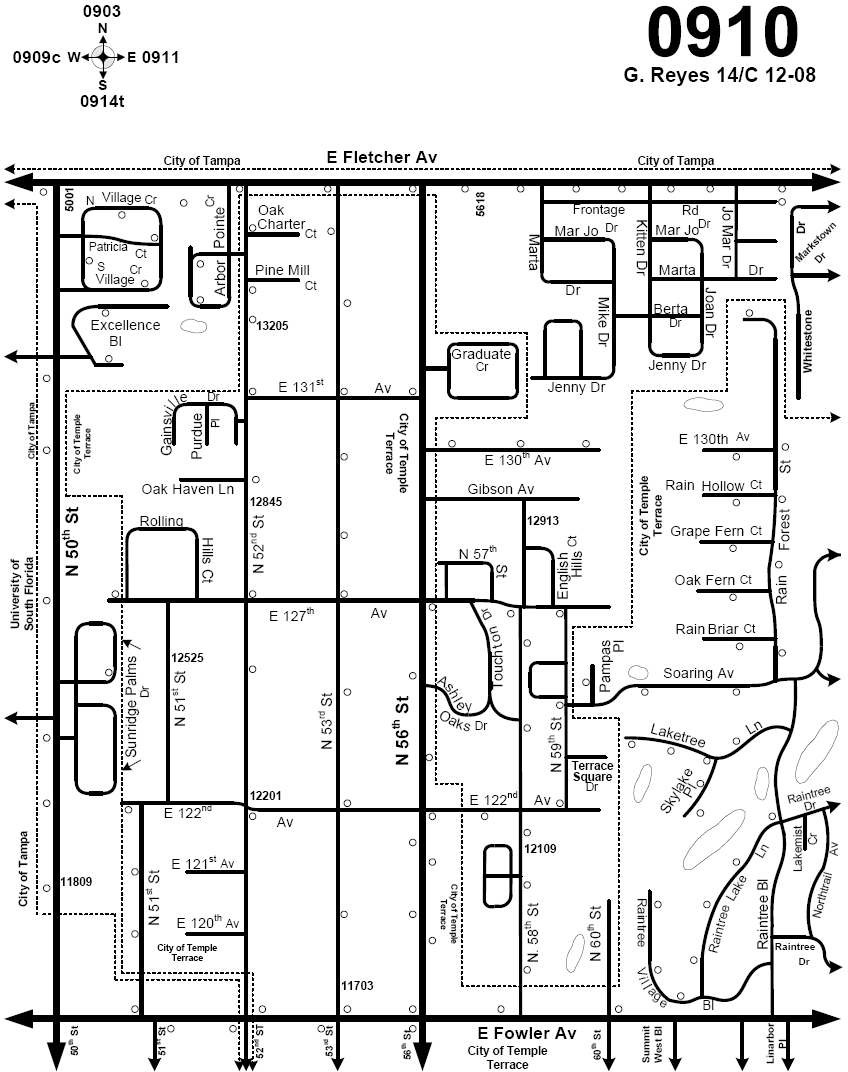 0903
0910
N
0909c W E 0911
S
0914t
G. Reyes 14/C 12-08
City of Tampa
E Fletcher Av
City of Tampa
5001
N Village Cr
Cr
Arbor Pointe
Oak
Charter
Ct
5618
Frontage Rd
Marta
Mar Jo Dr
Kitten Dr
Mar Jo Dr
Jo Mar Dr
Dr
Markstown
Dr
Patricia
Ct
S
Village Cr
Pine Mill
Ct
Marta Dr
Dr
Mike Dr
Berta
Dr
Joan Dr
Excellence
Bl
13205
Whitestone
Graduate
Cr
Jenny Dr
Jenny Dr
E 131st Av
Gainsville Dr
Purdue Pl
City of Tampa
City of Temple
Terrace
City of Temple
Terrace
E 130th Av
E 130th Av
Oak Haven Ln
12845
Gibson Av
Rain Hollow Ct
N 50th St
N 52nd St
12913
City of Temple
Terrace
Rain Forest St
Rolling
Hills Ct
Grape Fern Ct
N 57th St
English
Hills Ct
University of
South Florida
Oak Fern Ct
E 127th Av
Touchton Dr
Rain Briar Ct
Sunridge Palms
Dr
12525
N 51st St
N 53rd St
N 56th St
Ashley
Oaks Dr
Pampas
Pl
Soaring Av
N 59th St
Laketree Ln
Terrace
Square
Dr
Skylake
Pl
12201
E 122nd
Av
E 122nd Av
Raintree
Dr
Lakemist
Cr
City of Tampa
E 121st Av
12109
11809
N 51st St
Raintree Lake Ln
Northtrail Av
E 120th Av
City of Temple
Terrace
City of Temple
Terrace
N. 58th St
N 60th St
Raintree
Village
Bl
Raintree Bl
Raintree
Dr
11703
E Fowler Av
City of Temple
Terrace
50th St
51st St
52nd ST
53rd St
56th St
60th St
Summit
West Bl
Linarbor
Pl